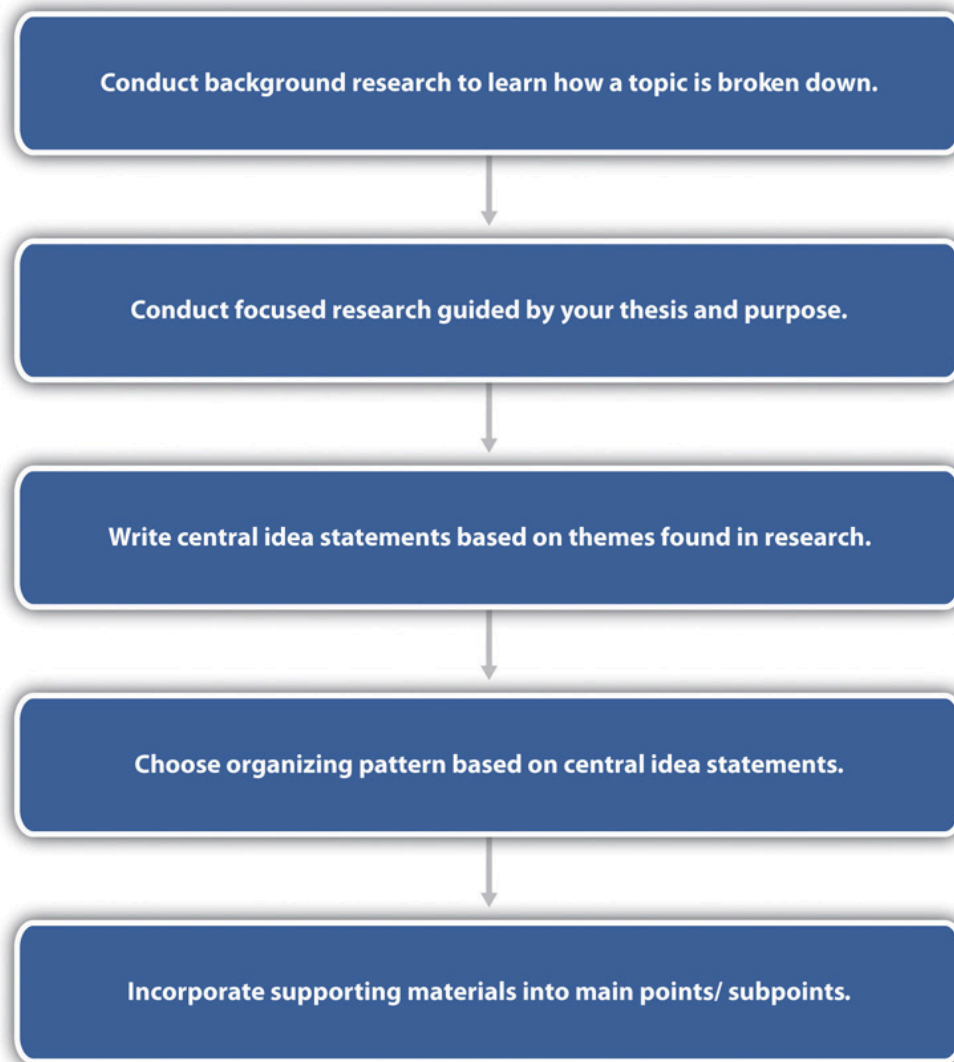 Conduct background research to learn how a topic is broken down.
Conduct focused research guided by your thesis and purpose.
Write central idea statements based on themes found in research.
Choose organizing pattern based on central idea statements.
Incorporate supporting materials into main points/ subpoints.